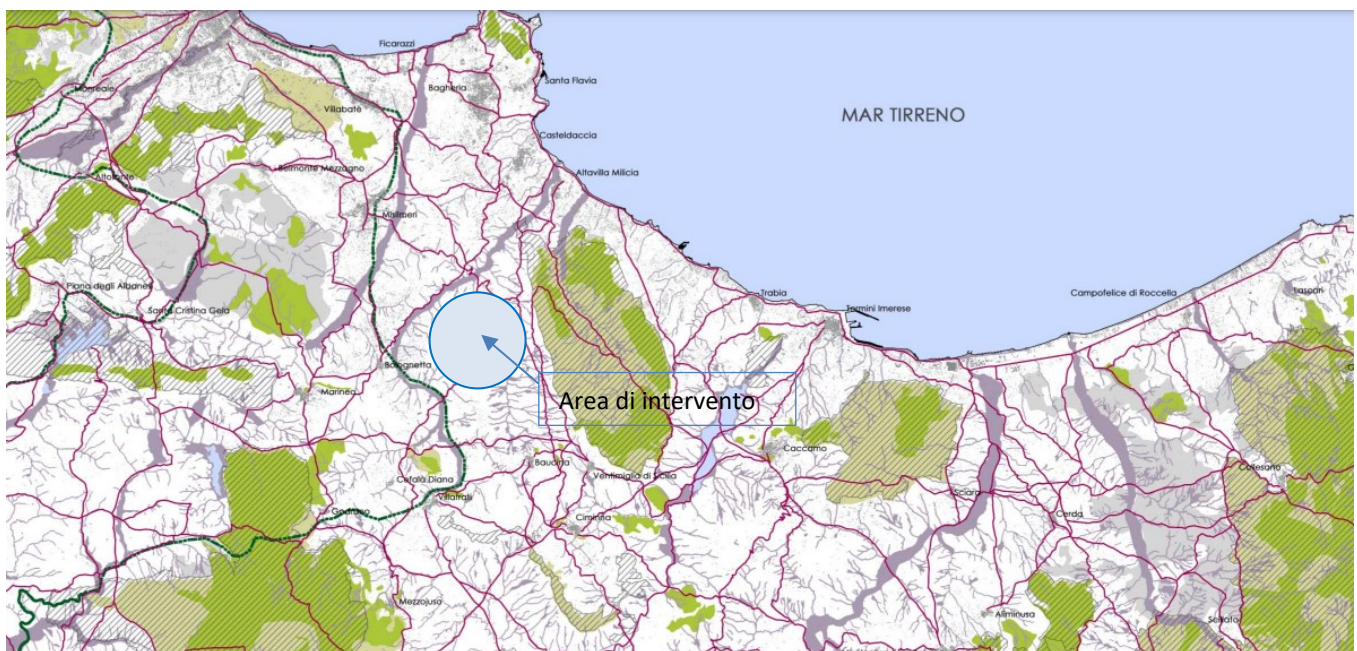 Ficarazzi
Santa Flavia
Monreale
Bagheria
Villabate
MAR TIRRENO
Casteldaccia
Belmonte Mezzagno
Altofonte
Altavilla Milicia
Misilmeri
Piana degli Albanesi
Santa Cristina Gela
Trabia
Termini Imerese
Campofelice di Roccella
Lascari
Bolognetta
Marineo
Area di intervento
Caccamo
Baucina
Ventimiglia di Sicilia
Collesano
Cefalà Diana
Villafrati
Sciara
Godrano
Ciminna
Cerda
Mezzojuso
Aliminusa